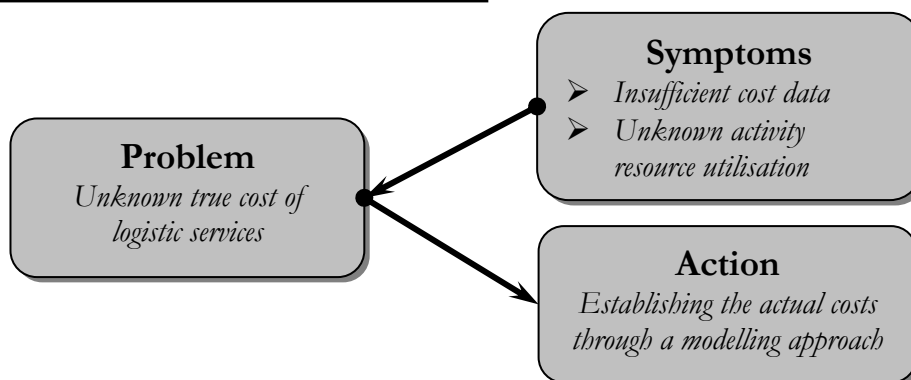 Symptoms
➢ Insufficient cost data
➢ Unknown activity
resource utilisation
Problem
Unknown true cost of
logistic services
Action
Establishing the actual costs
through a modelling approach